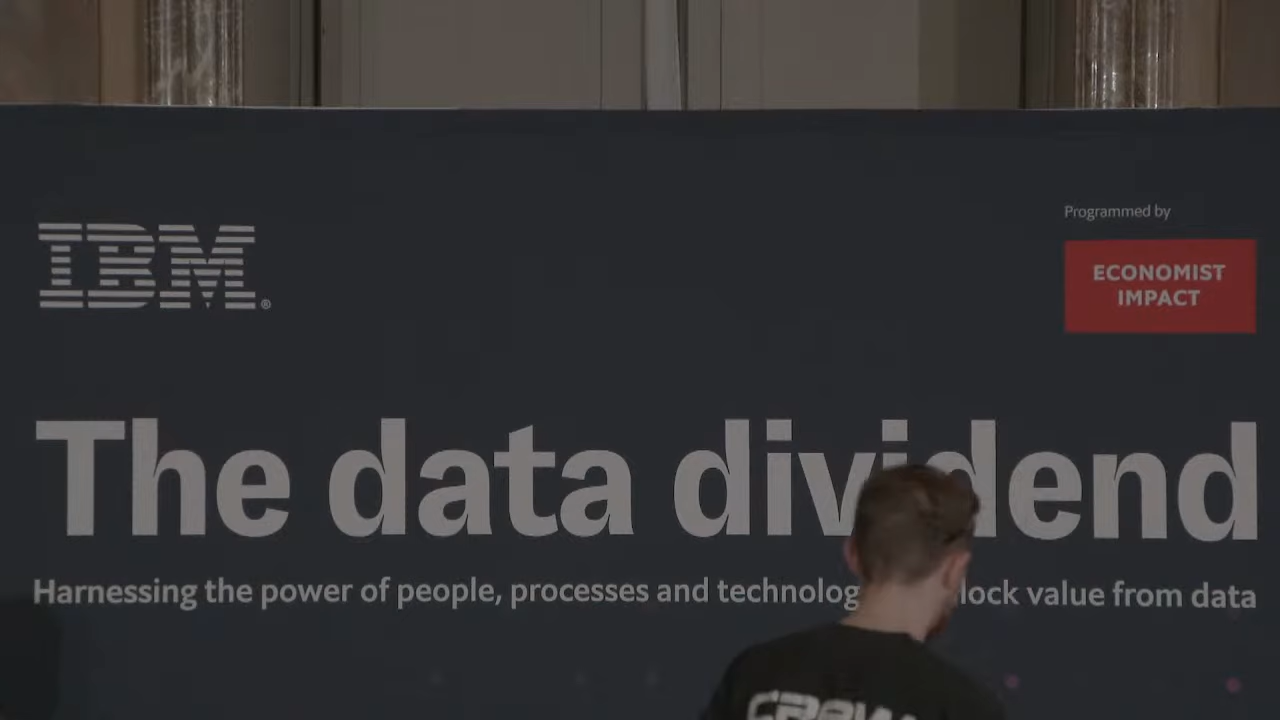 IBM®
Programmed by
ECONOMIST
IMPACT
The data dividend
Harnessing the power of people, processes and technolog lock value from data
CREW